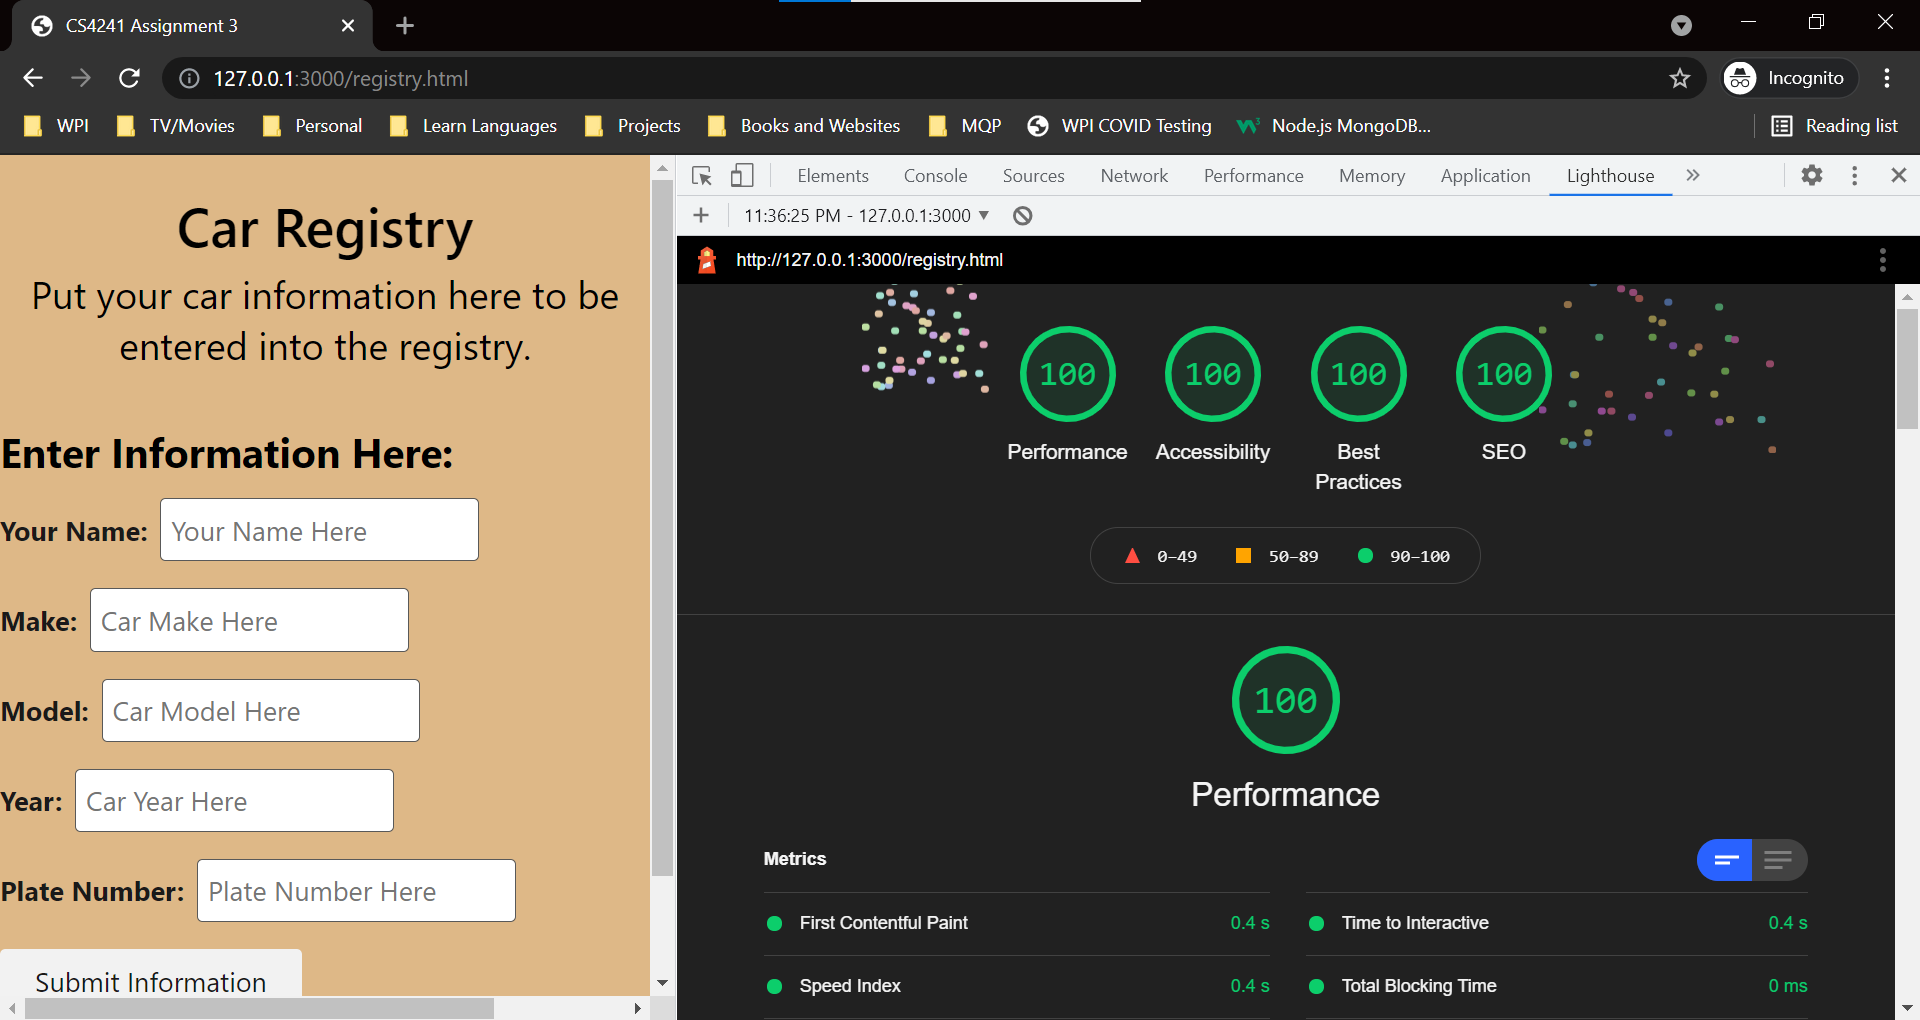 CS4241 Assignment 3
127.0.0.1:3000/registry.html
Incognito
WPI
TV/Movies
Personal
Learn Languages
Projects
Books and Websites
MQP
WPI COVID Testing
Node.js MongoDB...
Reading list
Car Registry
Put your car information here to be
entered into the registry.
Enter Information Here:
Your Name:
Your Name Here
Make:
Car Make Here
Model:
Car Model Here
Year:
Car Year Here
Plate Number:
Plate Number Here
Submit Information
Elements
Console
Sources
Network
Performance
Memory
Application
Lighthouse
11:36:25 PM - 127.0.0.1:3000
http://127.0.0.1:3000/registry.html
100
100
100
100
Performance
Accessibility
Best
Practices
SEO
0–49
50–89
90–100
100
Performance
Metrics
First Contentful Paint
0.4 s
Time to Interactive
0.4 s
Speed Index
0.4 s
Total Blocking Time
0 ms